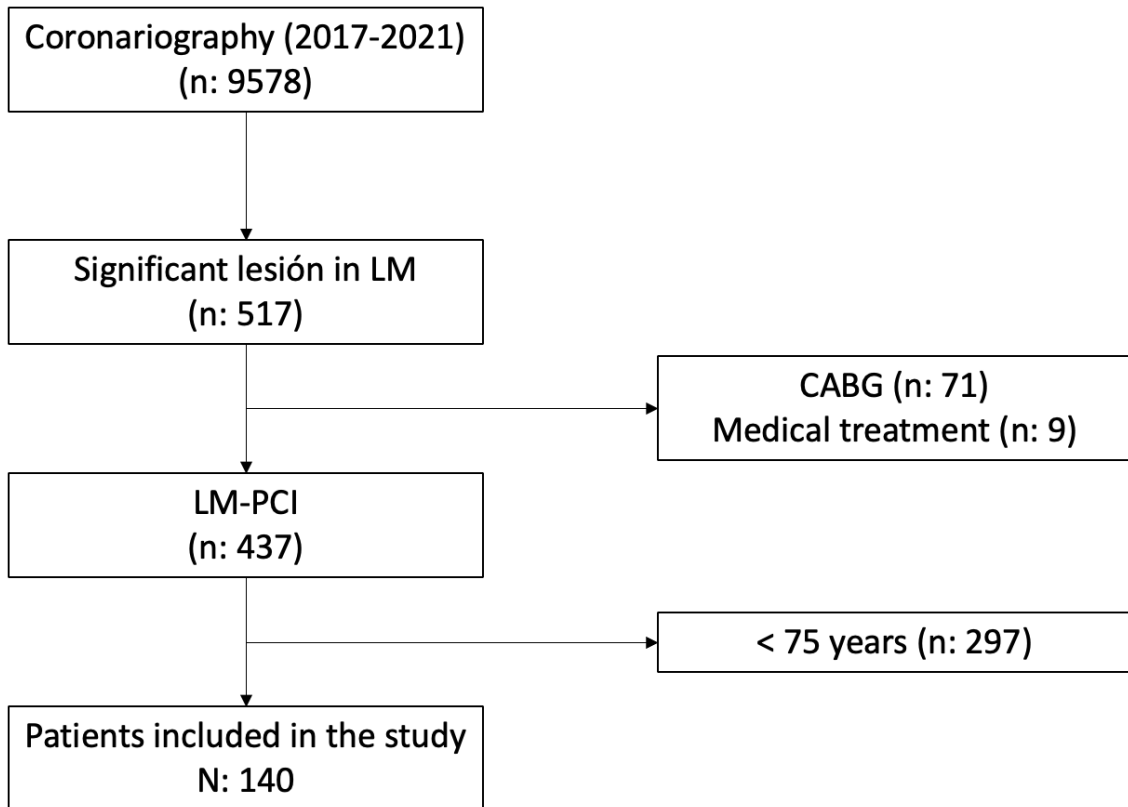 Coronariography (2017-2021)
(n: 9578)
Significant lesión in LM
(n: 517)
CABG (n: 71)
Medical treatment (n: 9)
LM-PCI
(n: 437)
< 75 years (n: 297)
Patients included in the study
N: 140